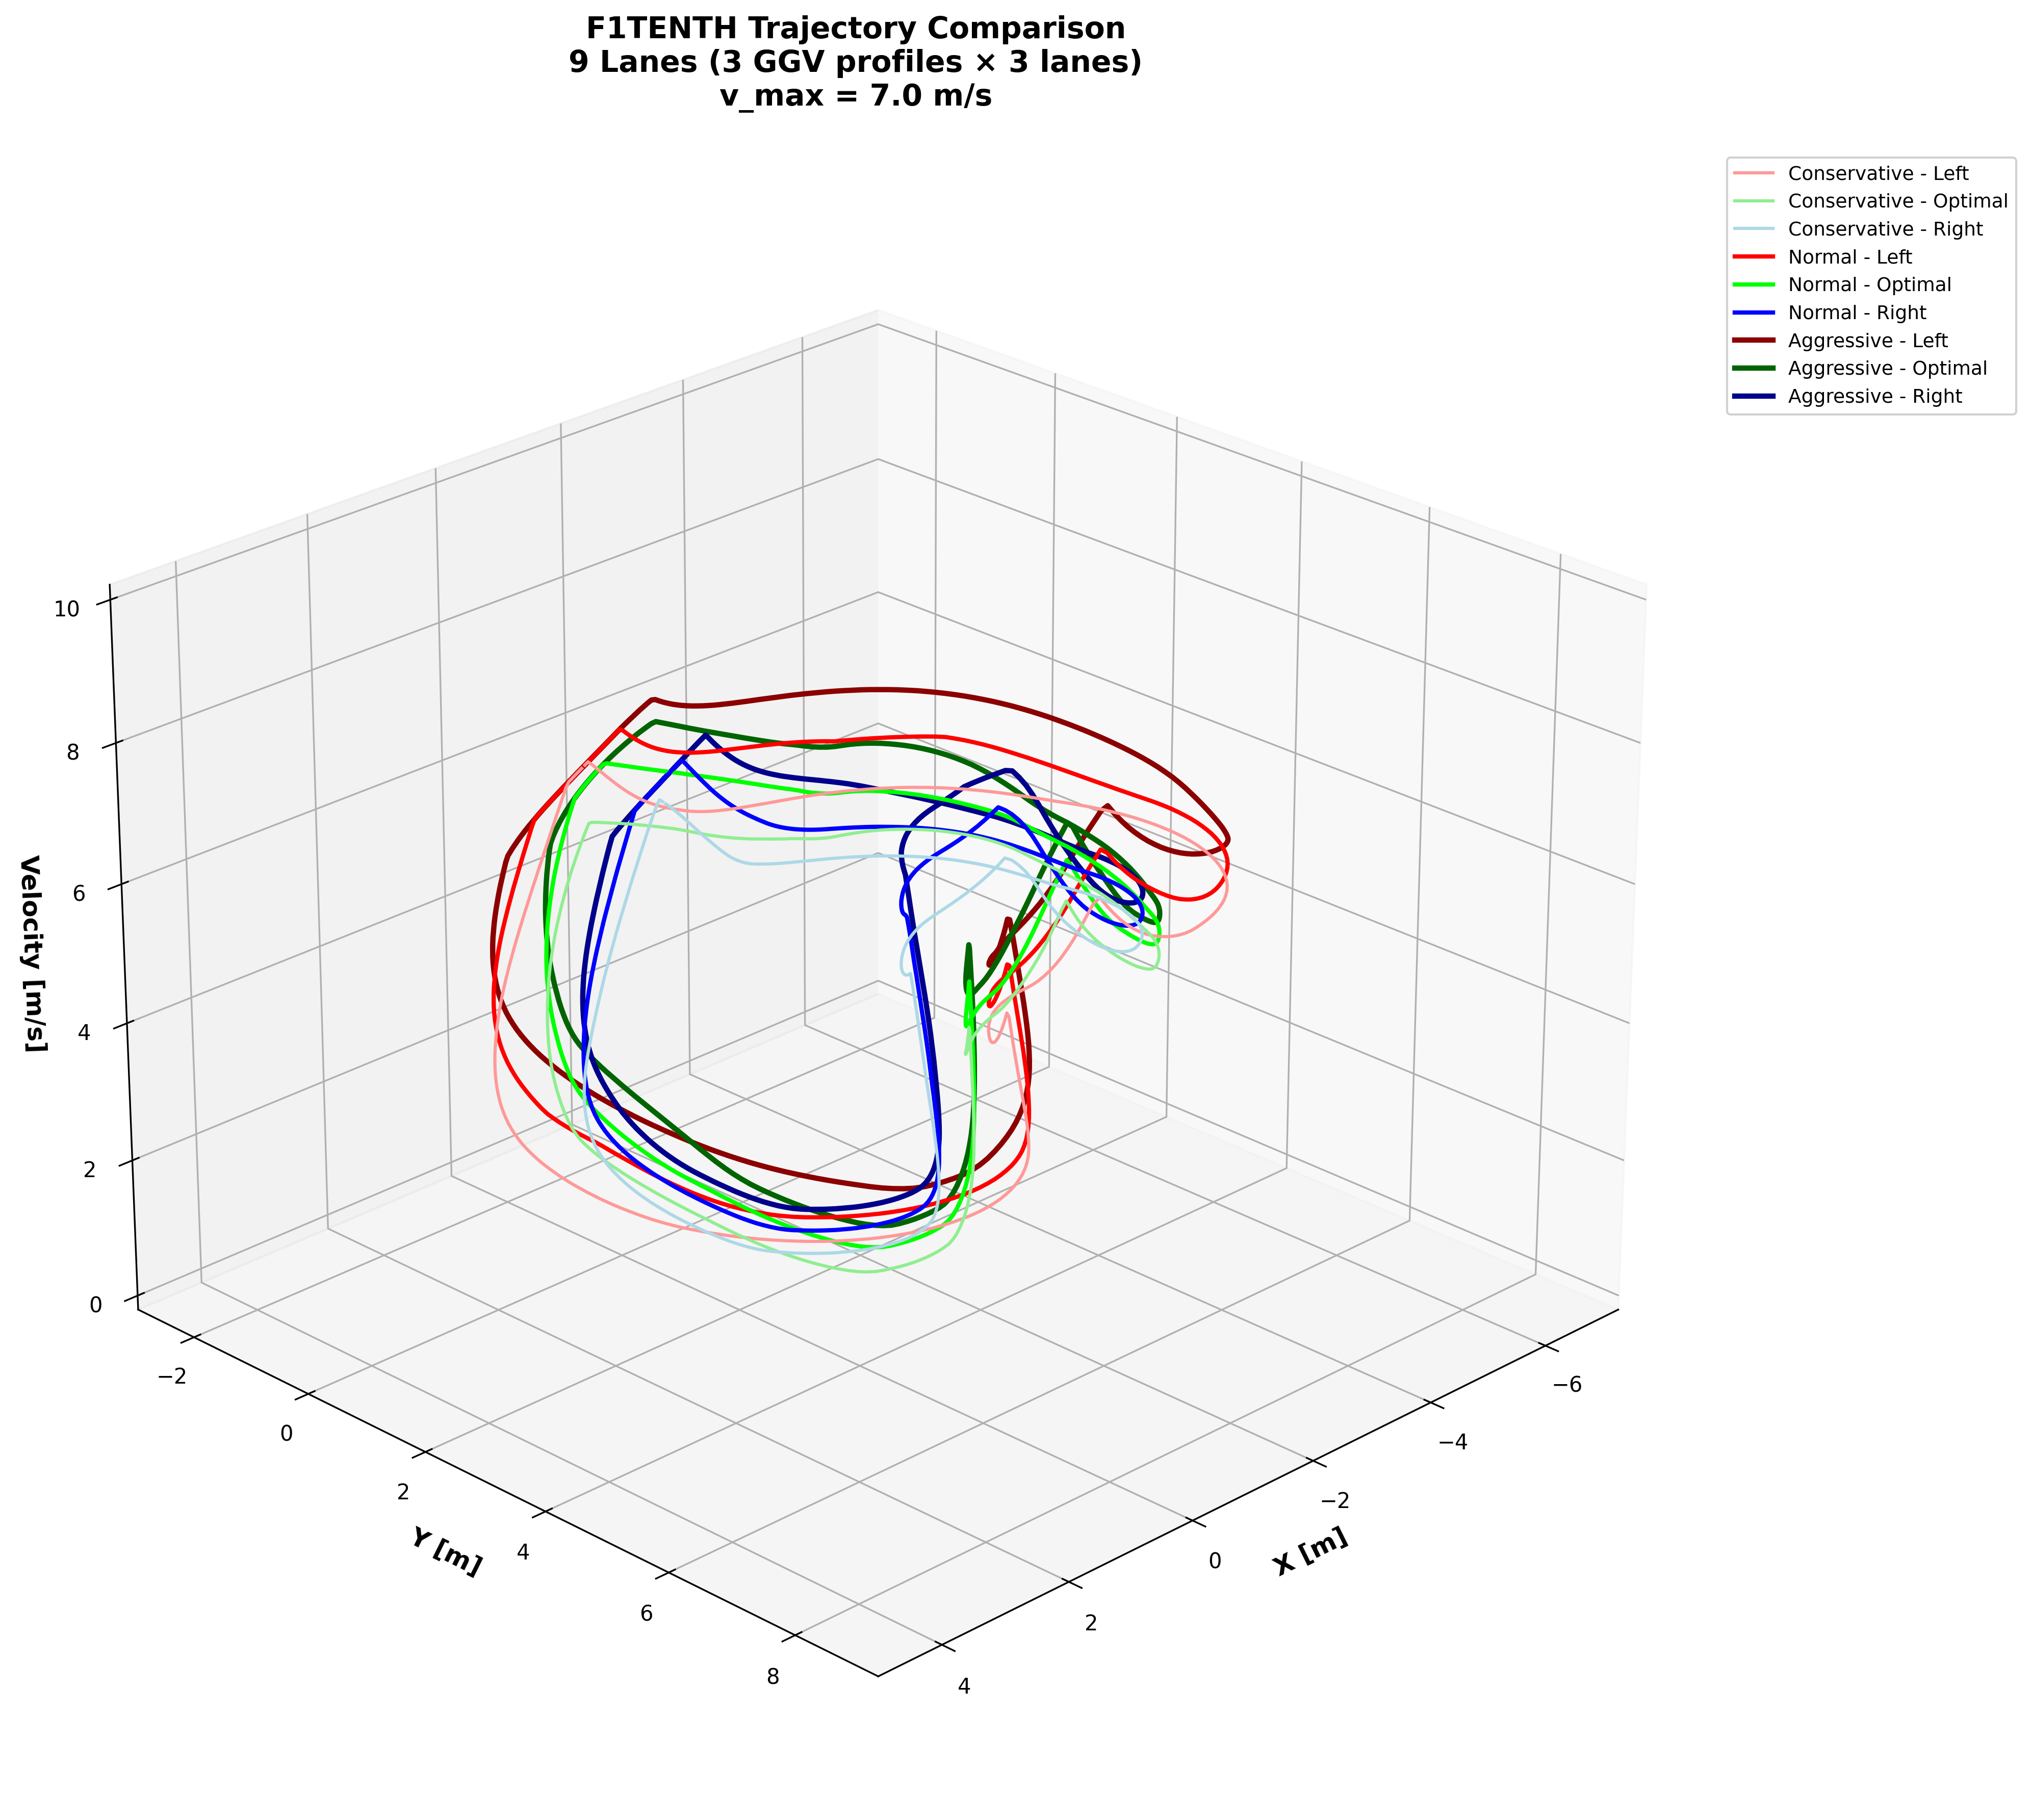 F1TENTH Trajectory Comparison
9 Lanes (3 GGV profiles × 3 lanes)
v_max = 7.0 m/s
Conservative - Left
Conservative - Optimal
Conservative - Right
Normal - Left
Normal - Optimal
Normal - Right
Aggressive - Left
Aggressive - Optimal
Aggressive - Right
10
8
6
4
2
0
Velocity [m/s]
−2
0
2
4
6
8
Y [m]
−6
−4
−2
0
2
4
X [m]